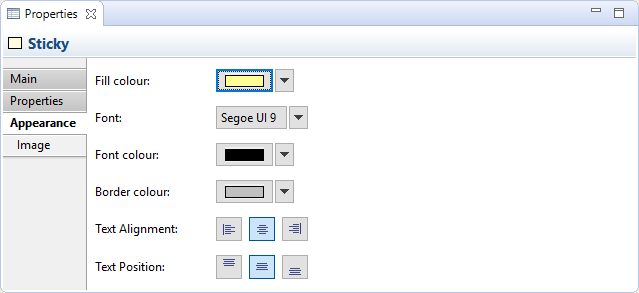 Properties
Sticky
Main
Properties
Appearance
Image
Fill colour:
Font: Segoe UI 9
Font colour:
Border colour:
Text Alignment:
Text Position: